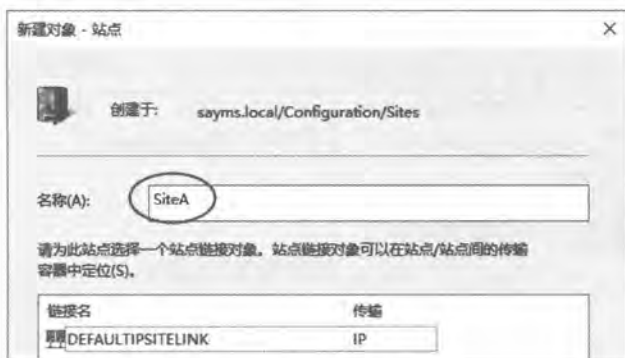 新建对象 - 站点
创建于: sayms.local/Configuration/Sites
名称(A): SiteA
请为此站点选择一个站点链接对象。站点链接对象可以在站点/站点间的传输
容器中定位(S)。
链接名 传输
DEFAULTIPSITELINK IP